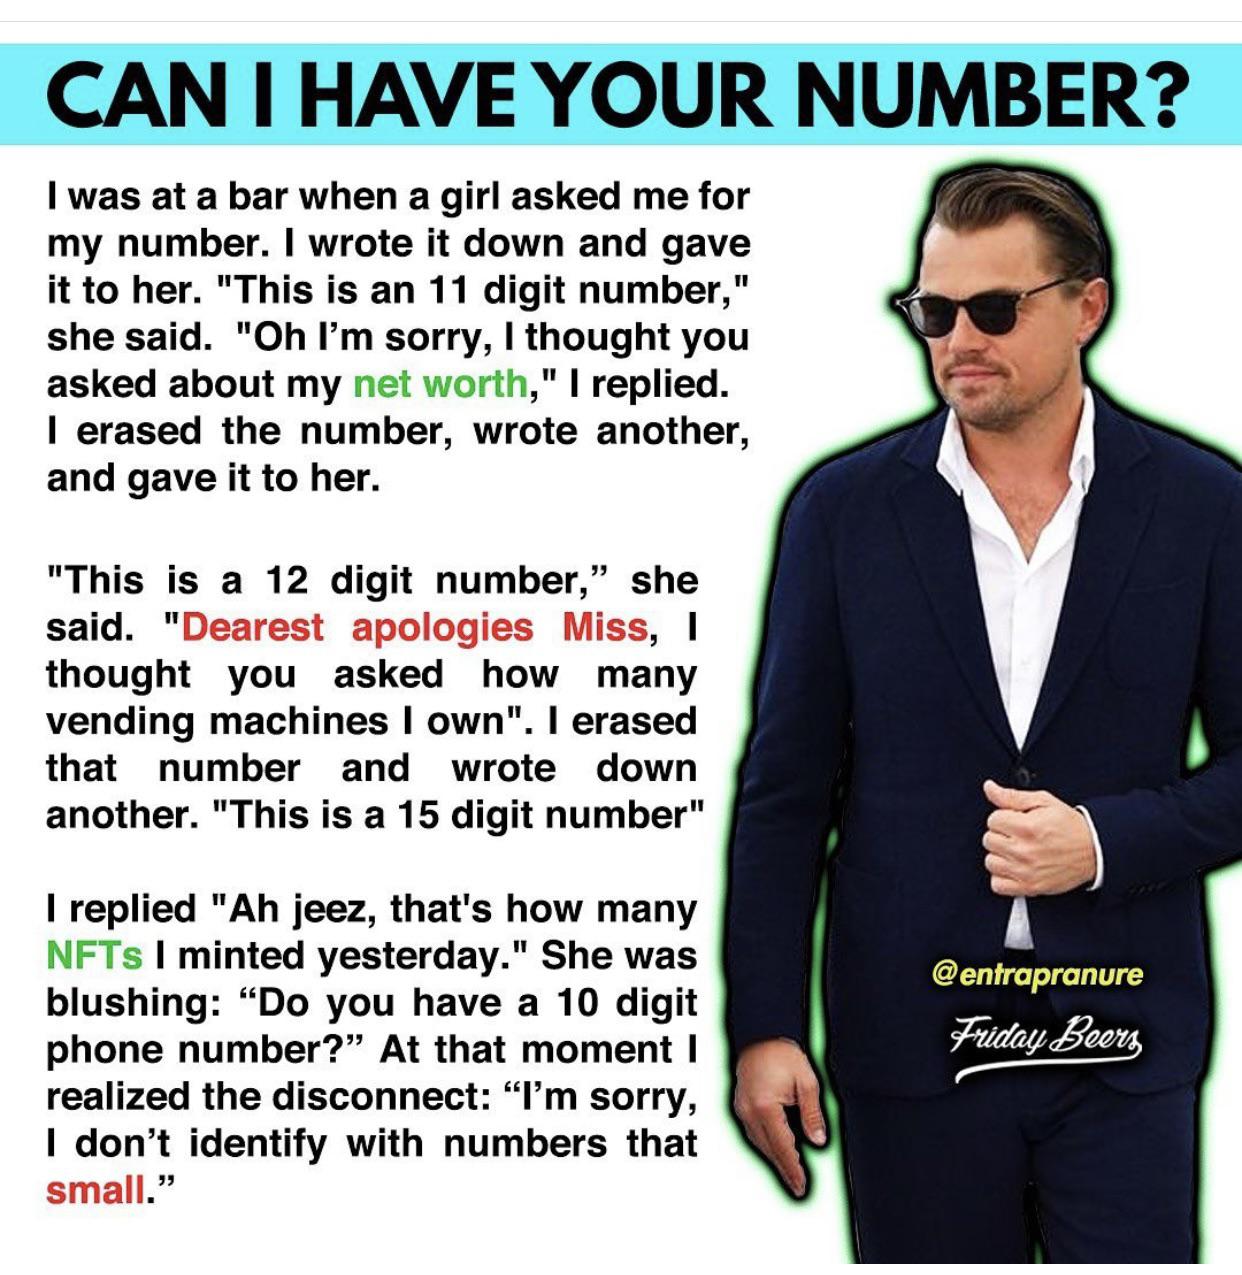 CAN I HAVE YOUR NUMBER?
I was at a bar when a girl asked me for
my number. I wrote it down and gave
it to her. "This is an 11 digit number,"
she said.  "Oh I’m sorry, I thought you
asked about my net worth," I replied.
I erased the number, wrote another,
and gave it to her.
"This is a 12 digit number,” she
said. "Dearest apologies Miss, I
thought you asked how many
vending machines I own". I erased
that number and wrote down
another. "This is a 15 digit number"
I replied "Ah jeez, that's how many
NFTs I minted yesterday." She was
blushing: “Do you have a 10 digit
phone number?” At that moment I
realized the disconnect: “I’m sorry,
I don’t identify with numbers that
small.”
@entrapranure
Friday Beers